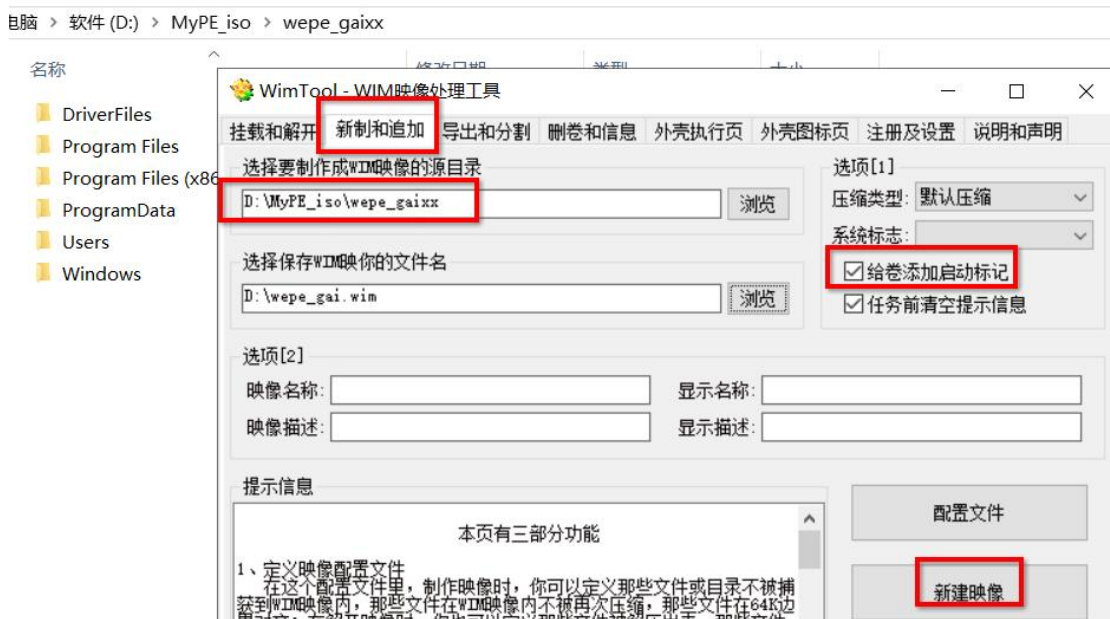 电脑 > 软件 (D:) > MyPE_iso > wepe_gaixx
名称
修改日期 类型 大小
DriverFiles
Program Files
Program Files (x86
ProgramData
Users
Windows
WimTool - WIM映像处理工具
挂载和解开 新制和追加 导出和分割 删卷和信息 外壳执行页 外壳图标页 注册及设置 说明和声明
选择要制作成WIM映像的源目录
D:\MyPE_iso\wepe_gaixx 浏览
选择保存WIM映你的文件名
D:\wepe_gai.wim 浏览
选项[1]
压缩类型: 默认压缩
系统标志:
给卷添加启动标记
任务前清空提示信息
选项[2]
映像名称: 显示名称:
映像描述: 显示描述:
提示信息
本页有三部分功能
1、定义映像配置文件
在这个配置文件里，制作映像时，你可以定义那些文件或目录不被捕
获到WIM映像内，那些文件在WIM映像内不被再次压缩，那些文件在64K边
配置文件
新建映像